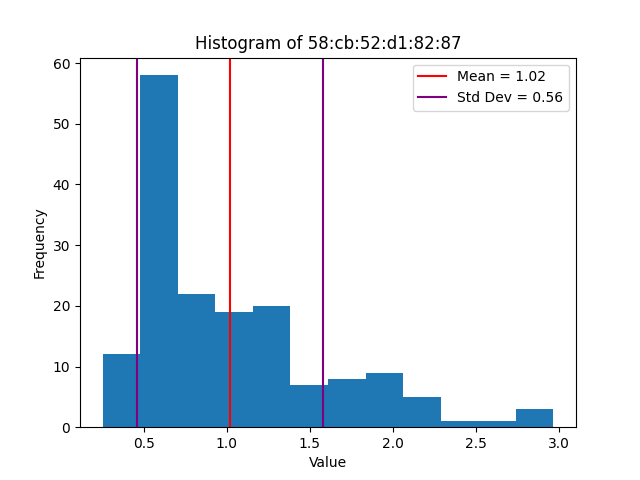 Histogram of 58:cb:52:d1:82:87
Mean = 1.02
Std Dev = 0.56
60
50
40
30
20
10
0
Frequency
0.5 1.0 1.5 2.0 2.5 3.0
Value